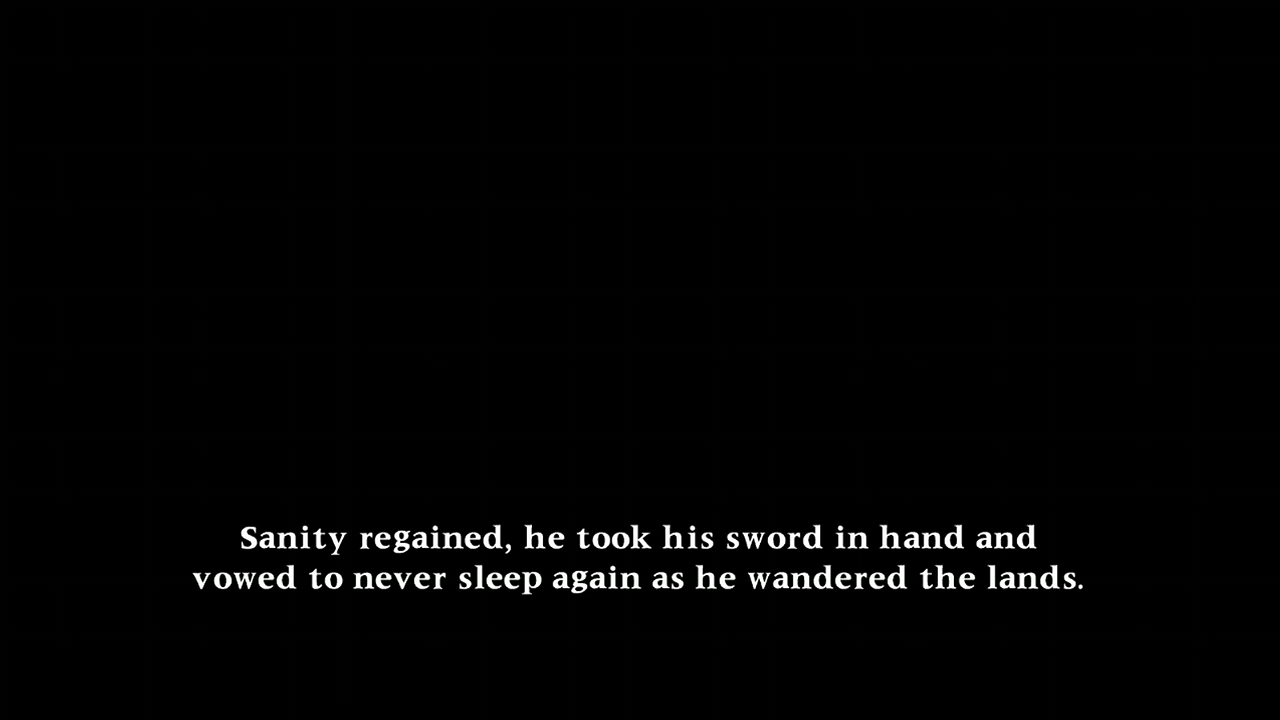 Sanity regained, he took his sword in hand and
vowed to never sleep again as he wandered the lands.